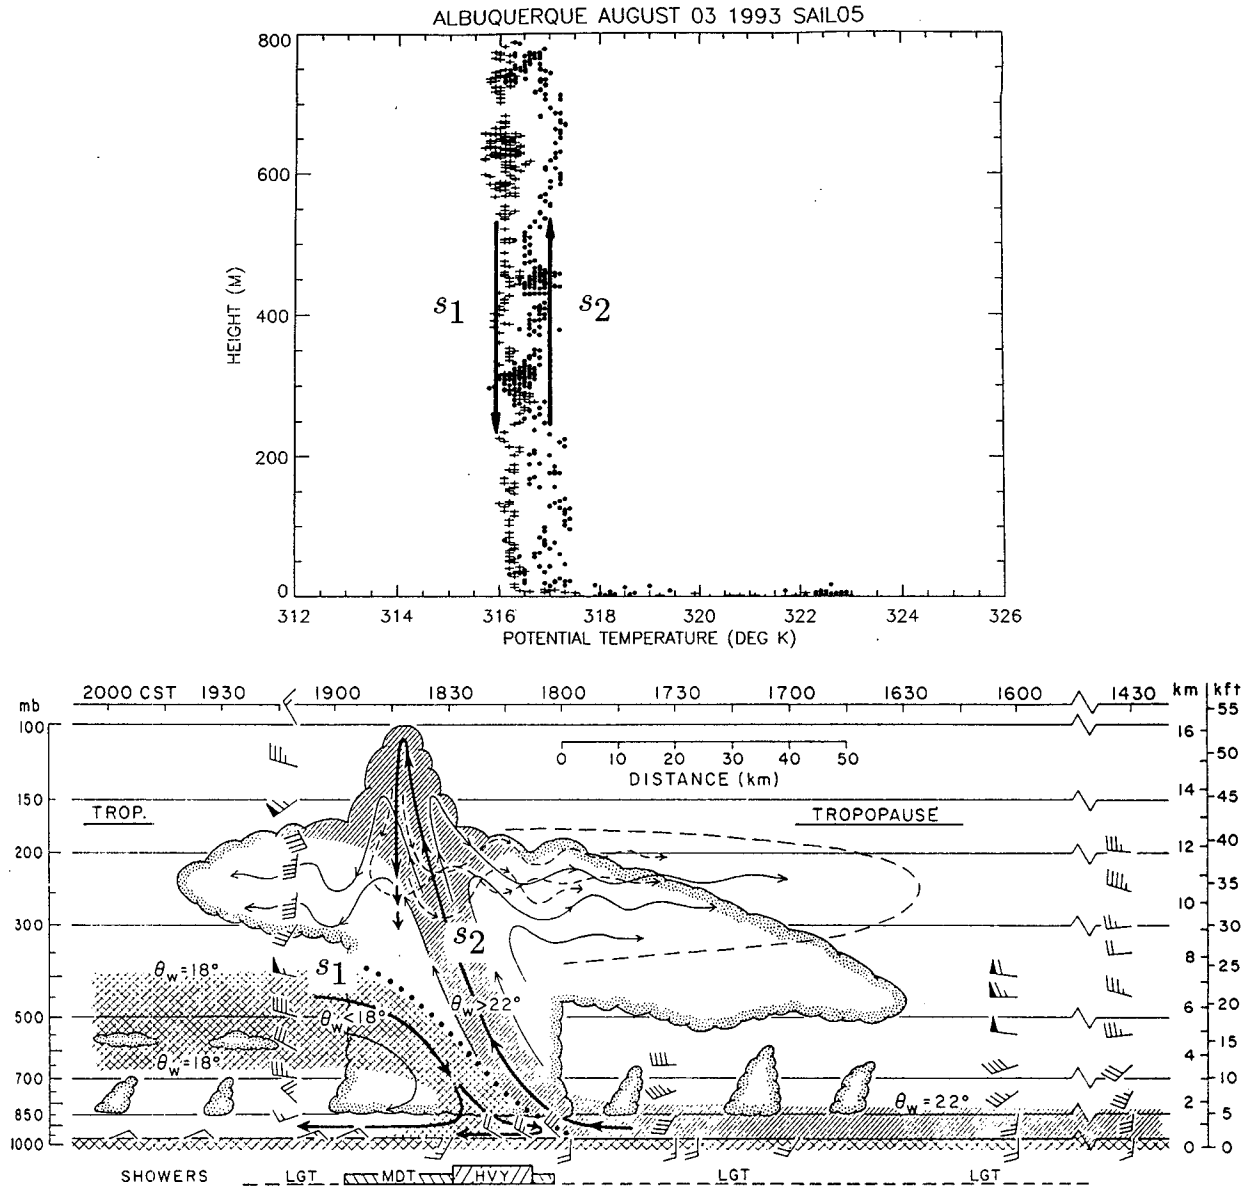 ALBUQUERQUE AUGUST 03 1993 SAIL05
800
600
400
200
0
HEIGHT (M)
s1
s2
312 314 316 318 320 322 324 326
POTENTIAL TEMPERATURE (DEG K)
mb 2000 CST 1930 1900 1830 1800 1730 1700 1630 1600 1430 km kft
100
150
200
300
500
700
850
1000
16
14
12
10
8
6
4
2
0
55
50
45
40
35
30
25
20
15
10
5
0
0 10 20 30 40 50
DISTANCE (km)
TROP.
TROPOPAUSE
s2
s1
θw=18°
θw>22°
θw<18°
θw=18°
θw=22°
SHOWERS LGT MDT HVY LGT LGT